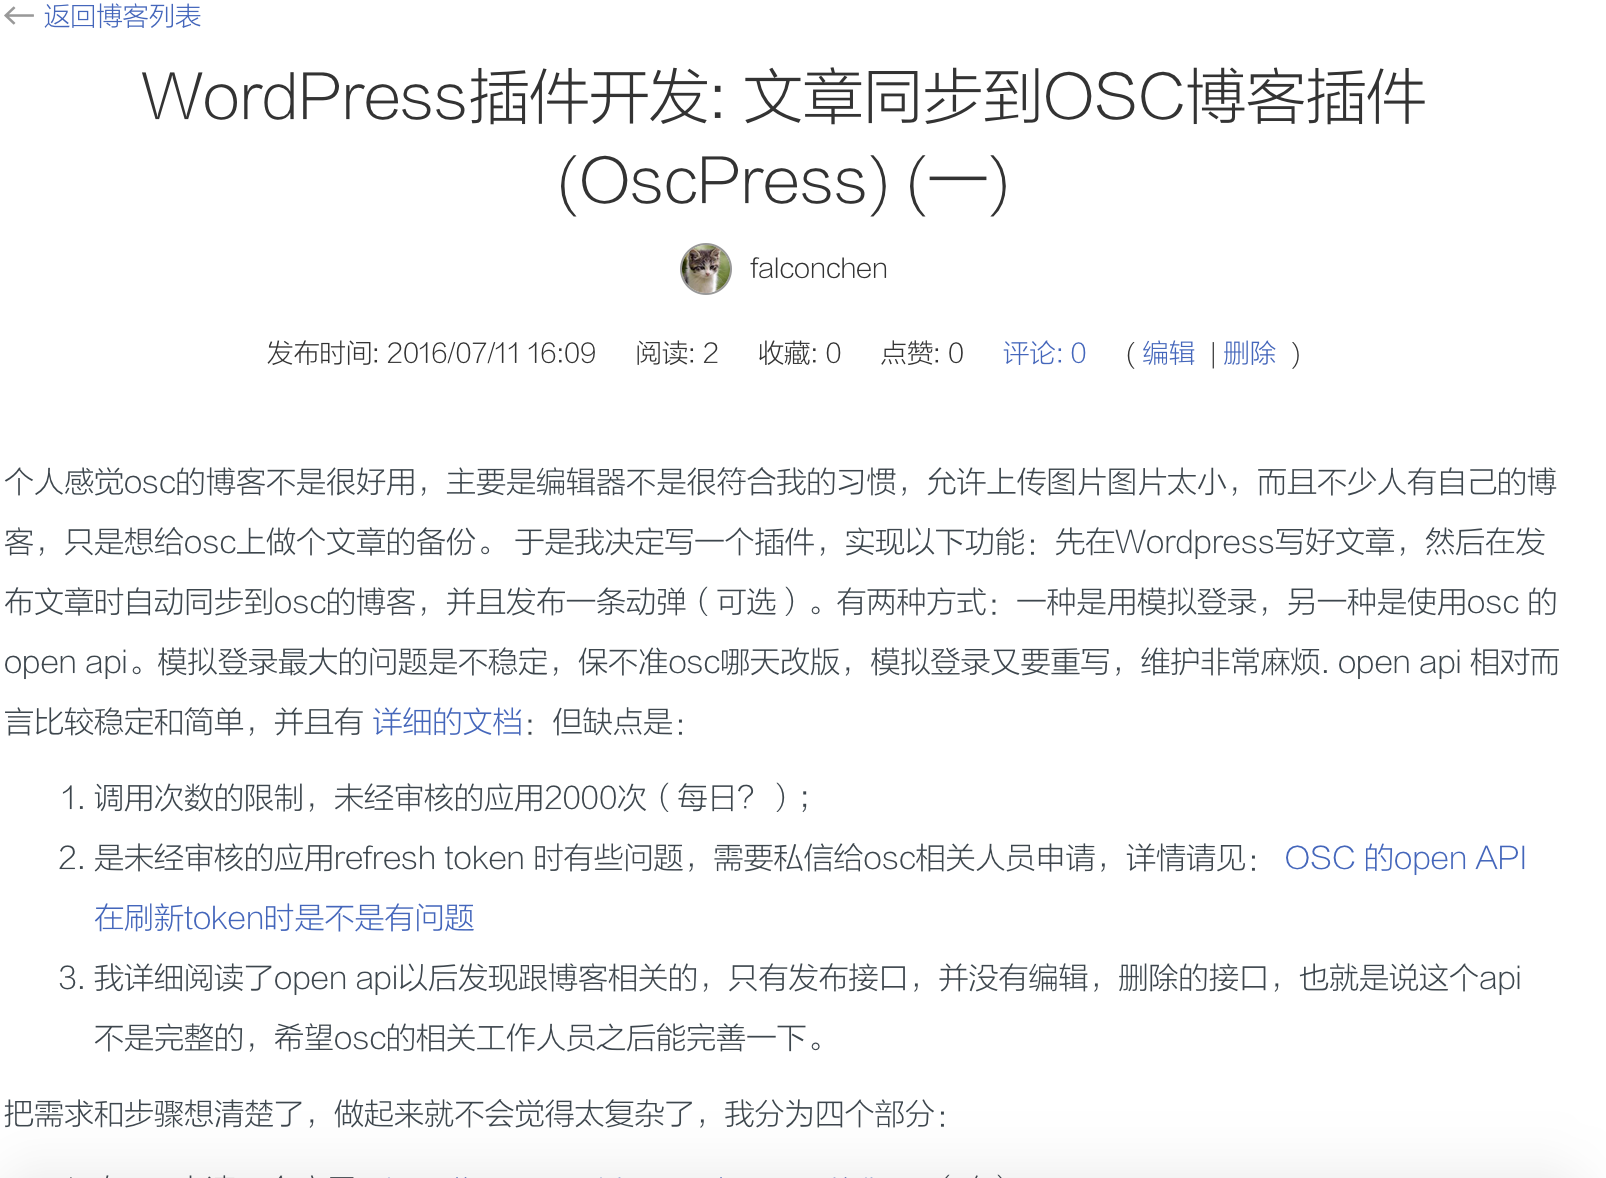 ← 返回博客列表
WordPress插件开发: 文章同步到OSC博客插件
(OscPress) (一)
falconchen
发布时间: 2016/07/11 16:09 阅读: 2 收藏: 0 点赞: 0 评论: 0 ( 编辑 | 删除 )
个人感觉osc的博客不是很好用，主要是编辑器不是很符合我的习惯，允许上传图片图片太小，而且不少人有自己的博
客，只是想给osc上做个文章的备份。 于是我决定写一个插件，实现以下功能：先在Wordpress写好文章，然后在发
布文章时自动同步到osc的博客，并且发布一条动弹（可选）。有两种方式：一种是用模拟登录，另一种是使用osc 的
open api。模拟登录最大的问题是不稳定，保不准osc哪天改版，模拟登录又要重写，维护非常麻烦. open api 相对而
言比较稳定和简单，并且有 详细的文档：但缺点是：
1. 调用次数的限制，未经审核的应用2000次（每日？）；
2. 是未经审核的应用refresh token 时有些问题，需要私信给osc相关人员申请，详情请见： OSC 的open API
在刷新token时是不是有问题
3. 我详细阅读了open api以后发现跟博客相关的，只有发布接口，并没有编辑，删除的接口，也就是说这个api
不是完整的，希望osc的相关工作人员之后能完善一下。
把需求和步骤想清楚了，做起来就不会觉得太复杂了，我分为四个部分：